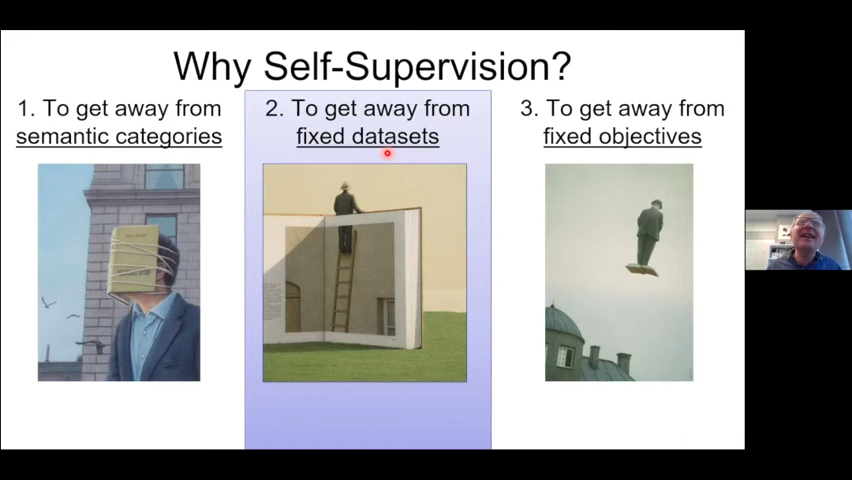 Why Self-Supervision?
1. To get away from
semantic categories
2. To get away from
fixed datasets
3. To get away from
fixed objectives